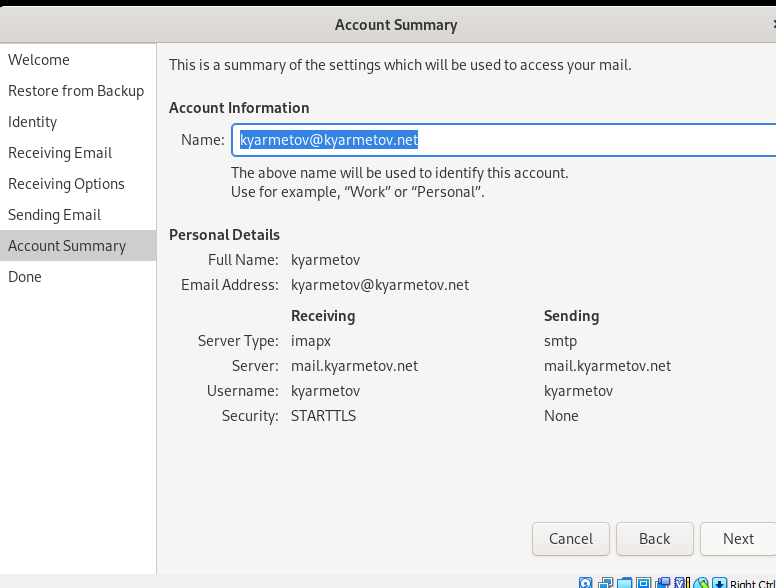 Account Summary
Welcome
Restore from Backup
Identity
Receiving Email
Receiving Options
Sending Email
Account Summary
Done
This is a summary of the settings which will be used to access your mail.
Account Information
Name: kyarmetov@kyarmetov.net
The above name will be used to identify this account.
Use for example, “Work” or “Personal”.
Personal Details
Full Name: kyarmetov
Email Address: kyarmetov@kyarmetov.net
Receiving Sending
Server Type: imapx smtp
Server: mail.kyarmetov.net mail.kyarmetov.net
Username: kyarmetov kyarmetov
Security: STARTTLS None
Cancel Back Next
Right Ctrl